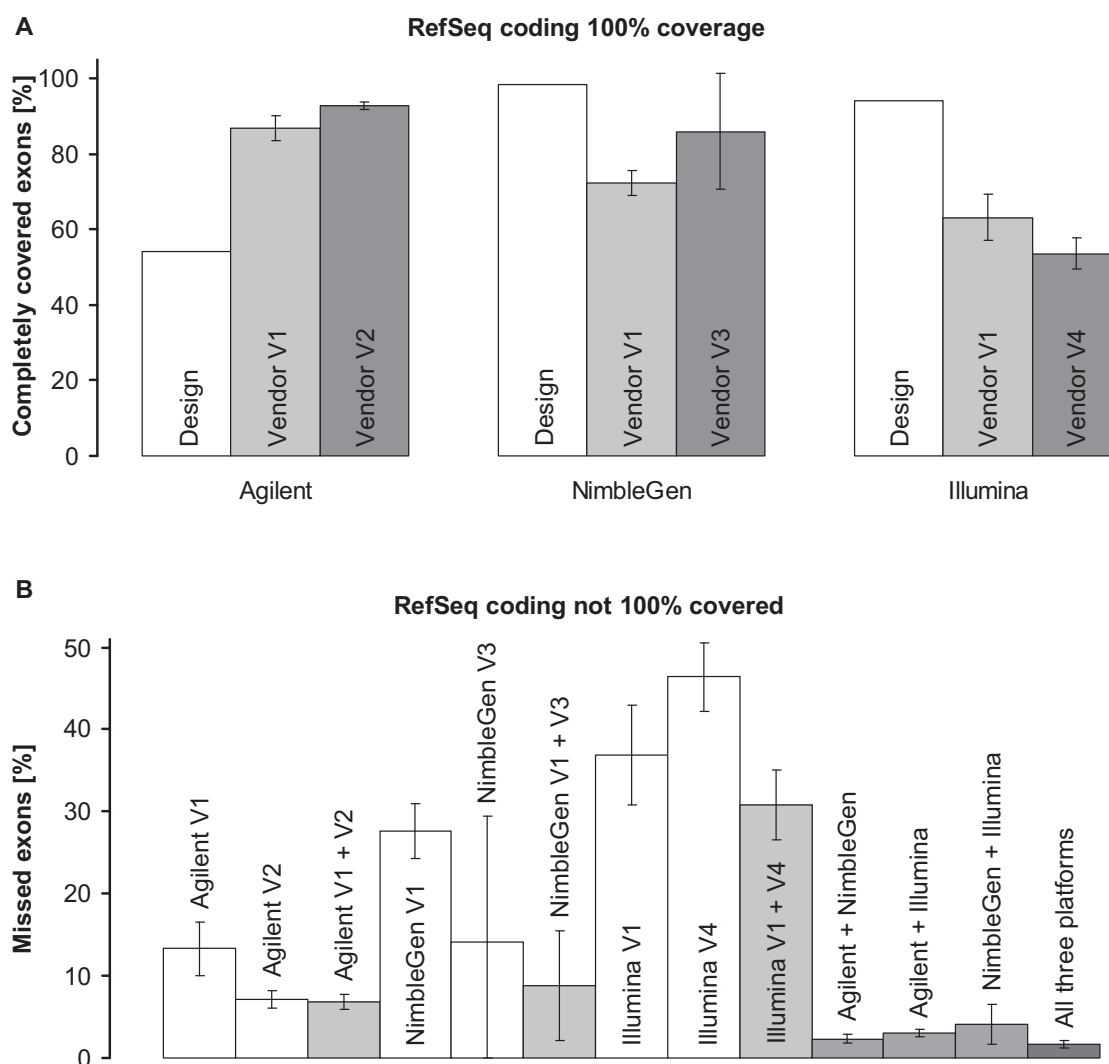 A
RefSeq coding 100% coverage
Completely covered exons [%]
100
80
60
40
20
0
Design
Vendor V1
Vendor V2
Design
Vendor V1
Vendor V3
Design
Vendor V1
Vendor V4
Agilent
NimbleGen
Illumina
B
RefSeq coding not 100% covered
Missed exons [%]
50
40
30
20
10
0
Agilent V1
Agilent V2
Agilent V1 + V2
NimbleGen V1
NimbleGen V3
NimbleGen V1 + V3
Illumina V1
Illumina V4
Illumina V1 + V4
Agilent + NimbleGen
Agilent + Illumina
NimbleGen + Illumina
All three platforms